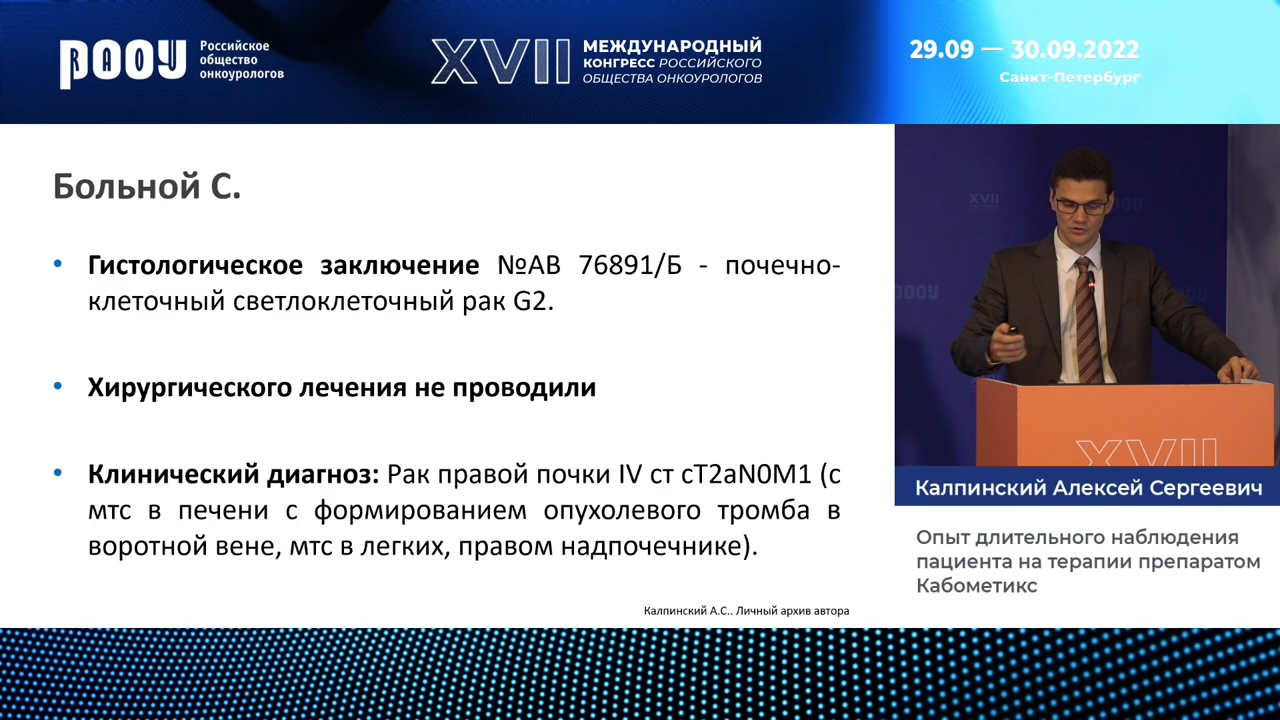 РООУ
RAOU
Российское
общество
онкоурологов
XVII
МЕЖДУНАРОДНЫЙ
КОНГРЕСС РОССИЙСКОГО
ОБЩЕСТВА ОНКОУРОЛОГОВ
29.09 — 30.09.2022
Санкт-Петербург
Больной С.
• Гистологическое заключение №АВ 76891/Б - почечно-
клеточный светлоклеточный рак G2.
• Хирургического лечения не проводили
• Клинический диагноз: Рак правой почки IV ст cT2aN0M1 (с
мтс в печени с формированием опухолевого тромба в
воротной вене, мтс в легких, правом надпочечнике).
Калпинский А.С.. Личный архив автора
XVII
XVII
Калпинский Алексей Сергеевич
Опыт длительного наблюдения
пациента на терапии препаратом
Кабометикс